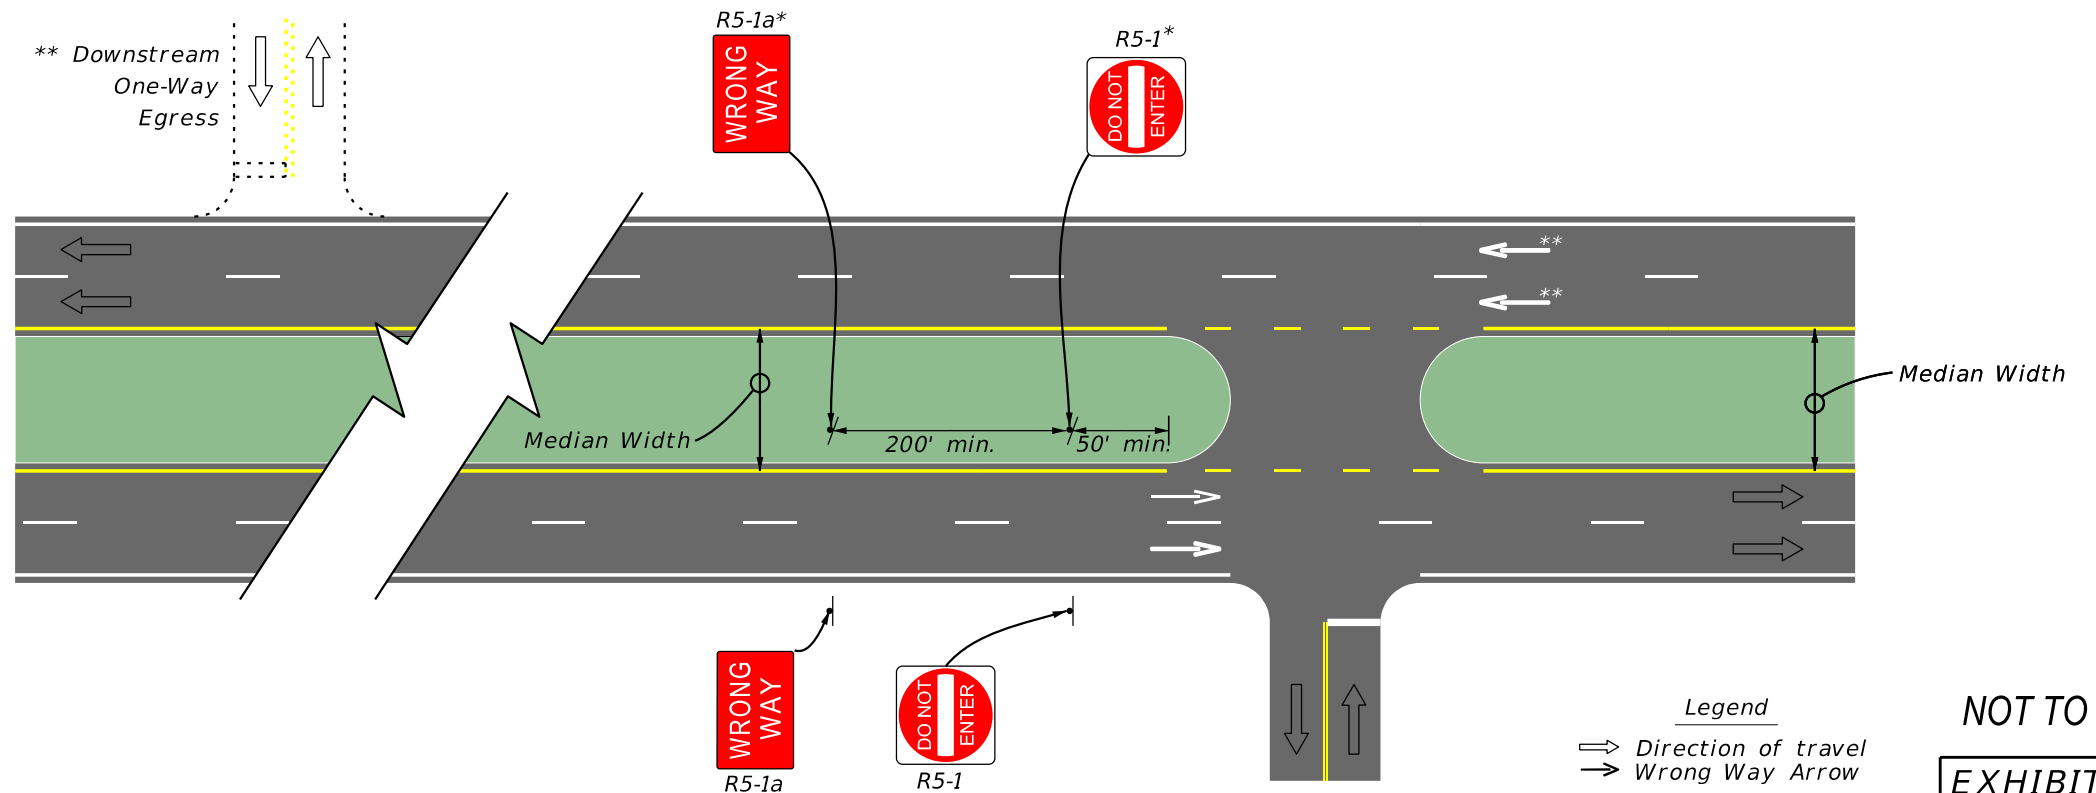 R5-1a*
R5-1*
** Downstream
One-Way
Egress
WRONG
WAY
DO NOT
ENTER
**
**
Median Width
Median Width
200' min.
50' min.
WRONG
WAY
DO NOT
ENTER
R5-1a
R5-1
Legend
Direction of travel
Wrong Way Arrow
NOT TO
EXHIBIT